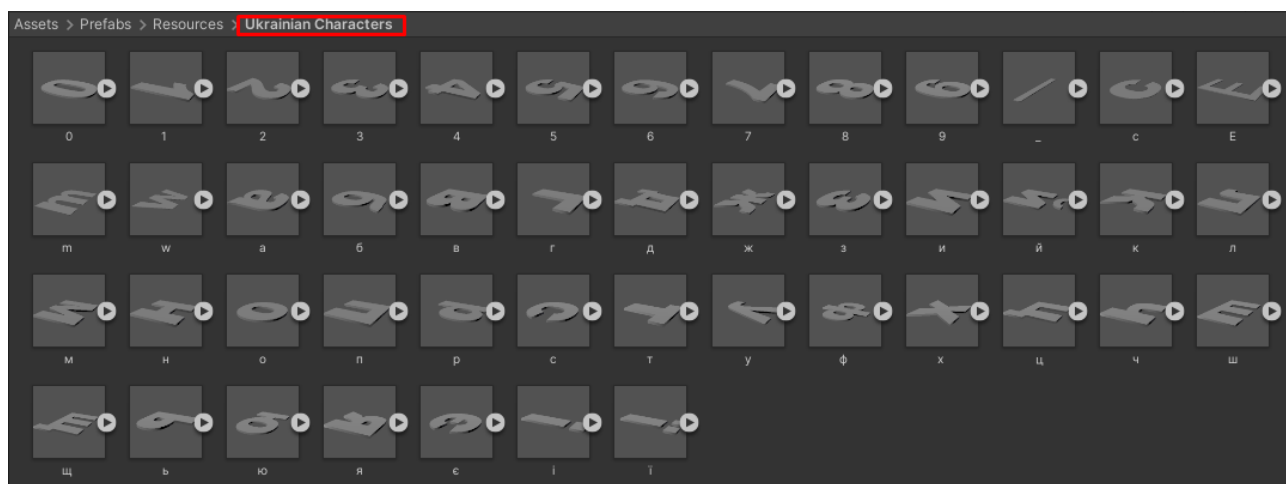 Assets > Prefabs > Resources > Ukrainian Characters
0 1 2 3 4 5 6 7 8 9 _ c E
m w а б в г д ж з и й к л
м н о п р с т у ф х ц ч ш
щ ь ю я є і ї